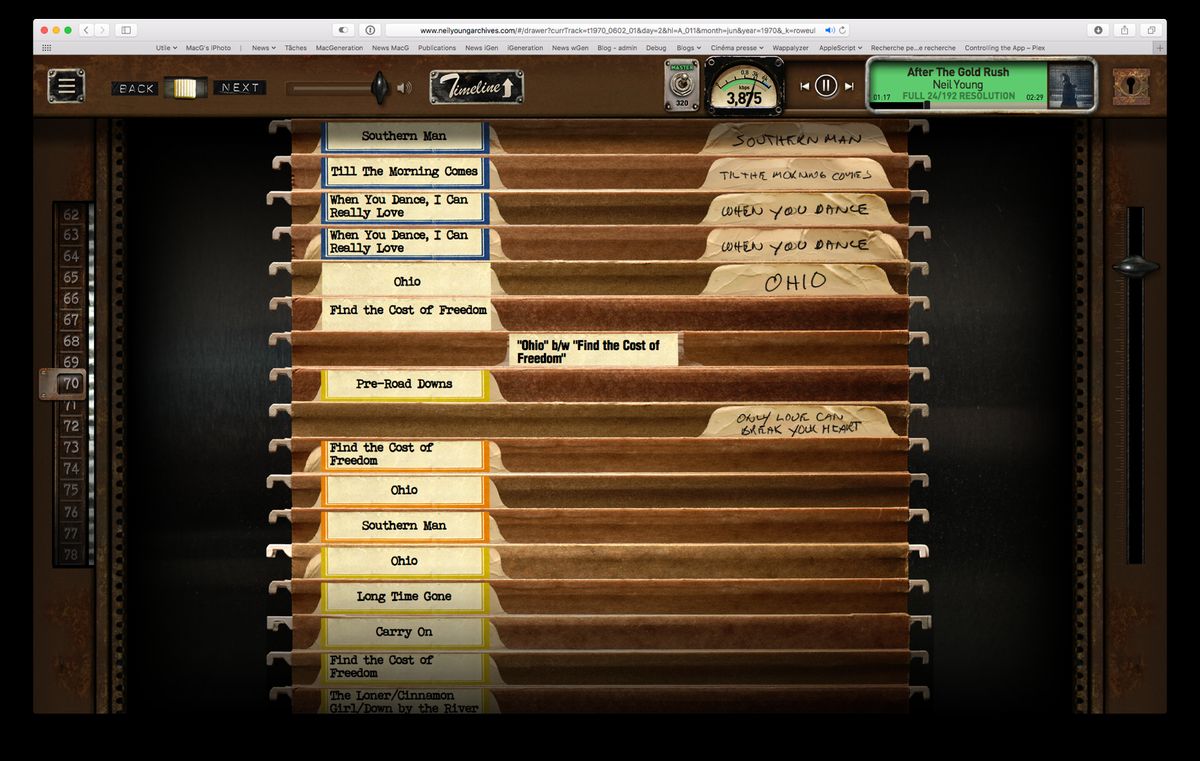 www.neilyoungarchives.com/#/drawer?currTrack=t1970_0602_01&day=2&hl=A_011&month=jun&year=1970&_k=roweul
Utile
MacG's iPhoto
News
Tâches
MacGeneration
News MacG
Publications
News iGen
iGeneration
News wGen
Blog - admin
Debug
Blogs
Cinéma presse
Wappalyzer
AppleScript
Recherche pe...e recherche
Controlling the App – Plex
BACK
NEXT
Timeline
MASTER
320
kbps
3,875
After The Gold Rush
Neil Young
01:17
FULL 24/192 RESOLUTION
02:29
62
63
64
65
66
67
68
69
70
71
72
73
74
75
76
77
78
Southern Man
SOUTHERN MAN
Till The Morning Comes
TIL THE MORNING COMES
When You Dance, I Can
Really Love
WHEN YOU DANCE
When You Dance, I Can
Really Love
WHEN YOU DANCE
Ohio
OHIO
Find the Cost of Freedom
"Ohio" b/w "Find the Cost of
Freedom"
Pre-Road Downs
ONLY LOVE CAN
BREAK YOUR HEART
Find the Cost of
Freedom
Ohio
Southern Man
Ohio
Long Time Gone
Carry On
Find the Cost of
Freedom
The Loner/Cinnamon
Girl/Down by the River